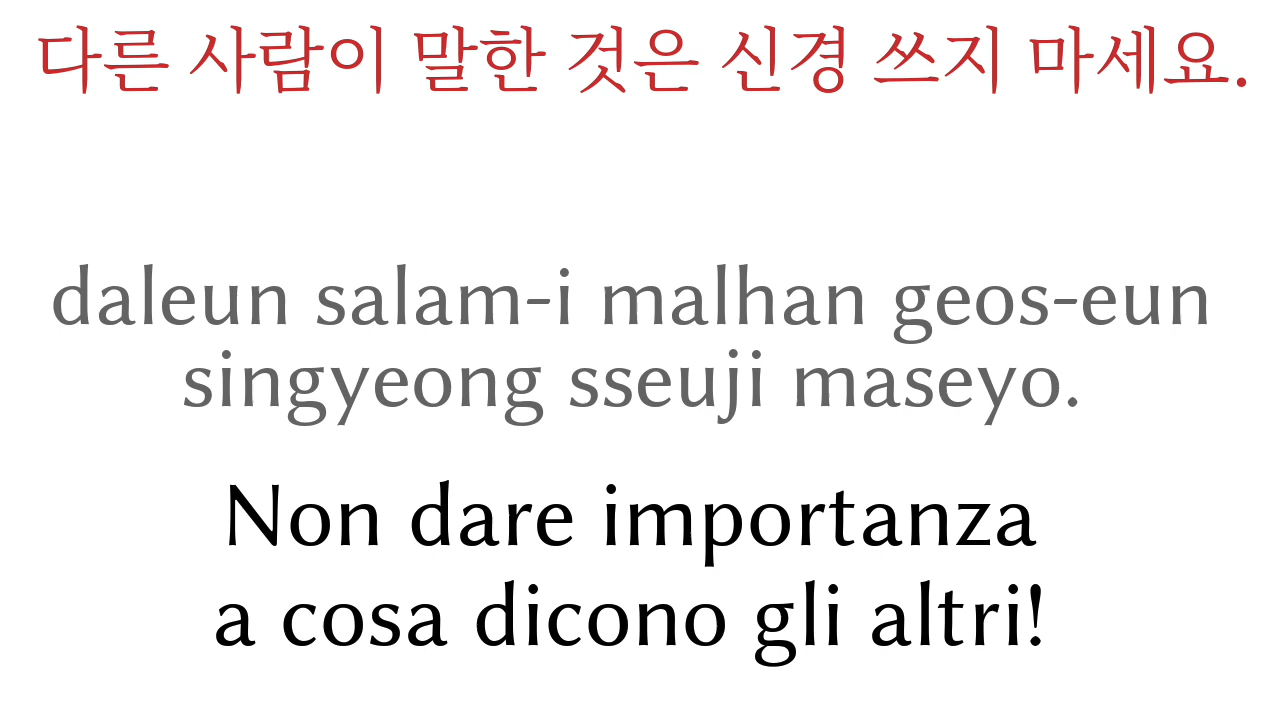 다른 사람이 말한 것은 신경 쓰지 마세요.
daleun salam-i malhan geos-eun
singyeong sseuji maseyo.
Non dare importanza
a cosa dicono gli altri!